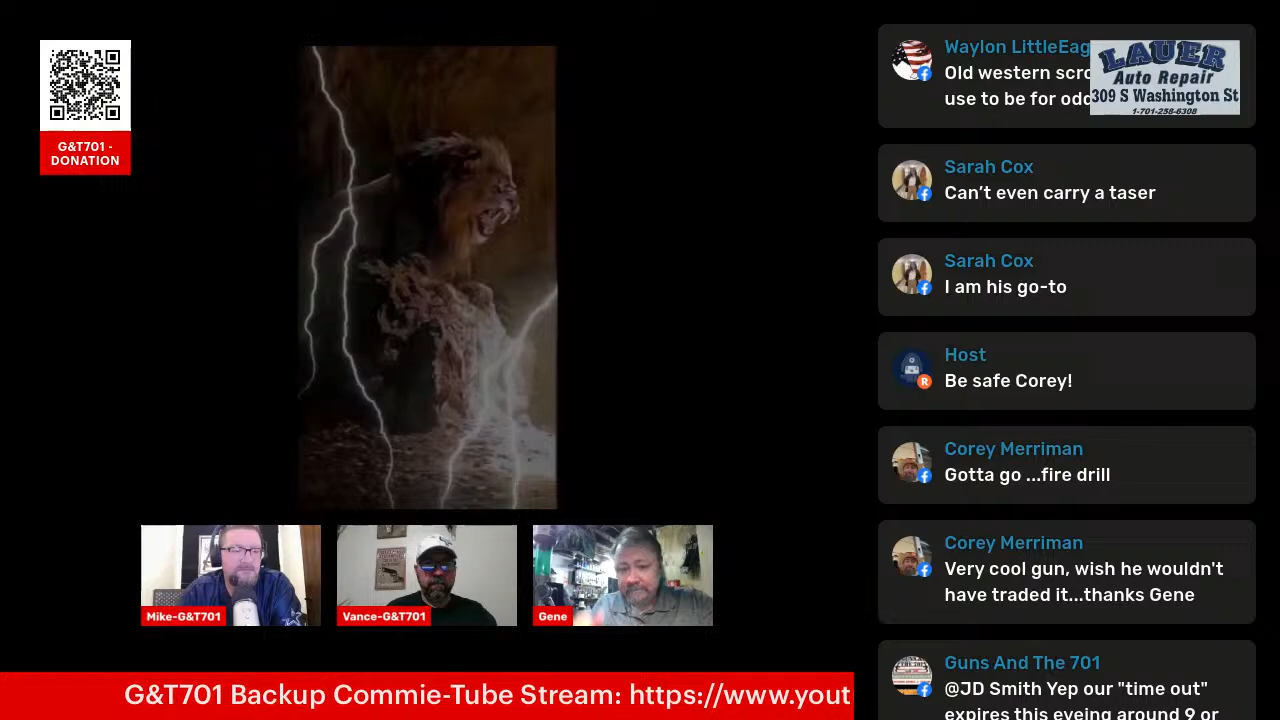 G&T701 -
DONATION
Mike-G&T701
Vance-G&T701
Gene
G&T701 Backup Commie-Tube Stream: https://www.yout
Waylon LittleEag
Old western scro
use to be for odd
LAUER
Auto Repair
309 S Washington St
1-701-258-6308
Sarah Cox
Can't even carry a taser
Sarah Cox
I am his go-to
Host
Be safe Corey!
Corey Merriman
Gotta go ...fire drill
Corey Merriman
Very cool gun, wish he wouldn't
have traded it...thanks Gene
Guns And The 701
@JD Smith Yep our "time out"
expires this eveing around 9 or